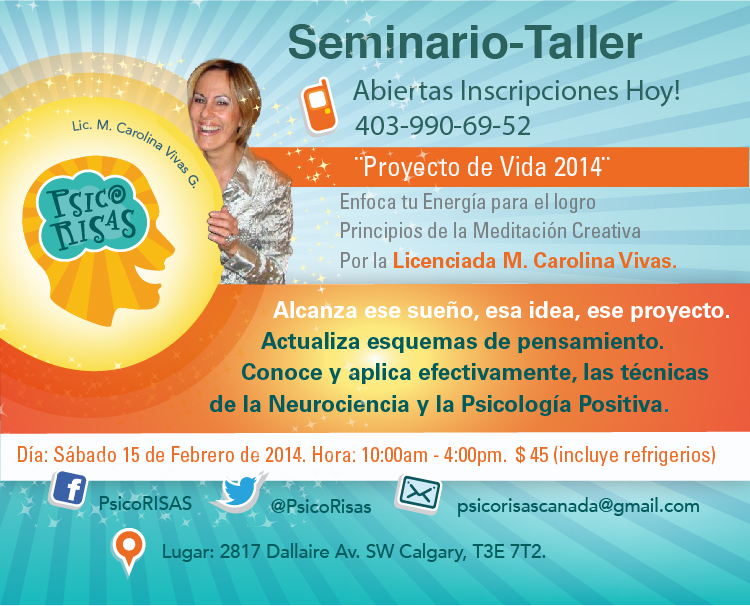 Seminario-Taller
Abiertas Inscripciones Hoy!
403-990-69-52
Lic. M. Carolina Vivas G.
PSICO
RISAS
¨Proyecto de Vida 2014¨
Enfoca tu Energía para el logro
Principios de la Meditación Creativa
Por la Licenciada M. Carolina Vivas.
Alcanza ese sueño, esa idea, ese proyecto.
Actualiza esquemas de pensamiento.
Conoce y aplica efectivamente, las técnicas
de la Neurociencia y la Psicología Positiva.
Día: Sábado 15 de Febrero de 2014. Hora: 10:00am - 4:00pm. $ 45 (incluye refrigerios)
f PsicoRISAS @PsicoRisas psicorisascanada@gmail.com
Lugar: 2817 Dallaire Av. SW Calgary, T3E 7T2.